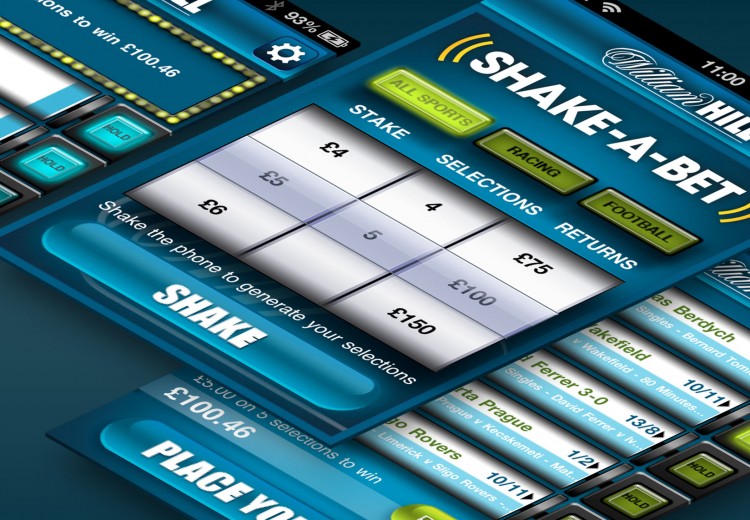 93%
ions to win £100.46
HOLD
HOLD
11:00
William HILL
SHAKE-A-BET
ALL SPORTS
RACING
FOOTBALL
STAKE
SELECTIONS
RETURNS
£4
4
£75
£5
5
£100
£6
£150
Shake the phone to generate your selections
SHAKE
as Berdych
Singles - Bernard Tom
10/11
akefield
v Wakefield - 80 Minutes...
d Ferrer 3-0
Singles - David Ferrer v Iv...
13/8
rta Prague
Prague v Kecskemeti - Mat...
1/2
go Rovers
Limerick v Sligo Rovers -
10/11
HOLD
HOLD
£5.00 on 5 selections to win
£100.46
PLACE YO